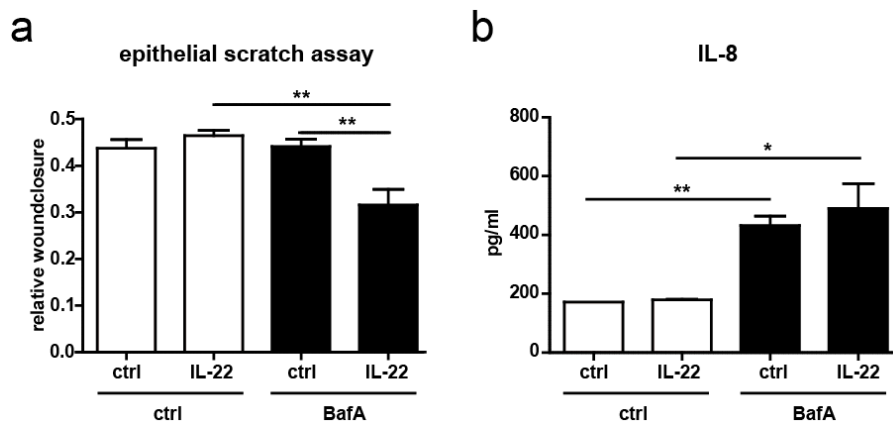 a
epithelial scratch assay
relative woundclosure
0.5
0.4
0.3
0.2
0.1
0.0
**
**
ctrl IL-22 ctrl IL-22
ctrl BafA
b
IL-8
pg/ml
800
600
400
200
0
*
**
ctrl IL-22 ctrl IL-22
ctrl BafA